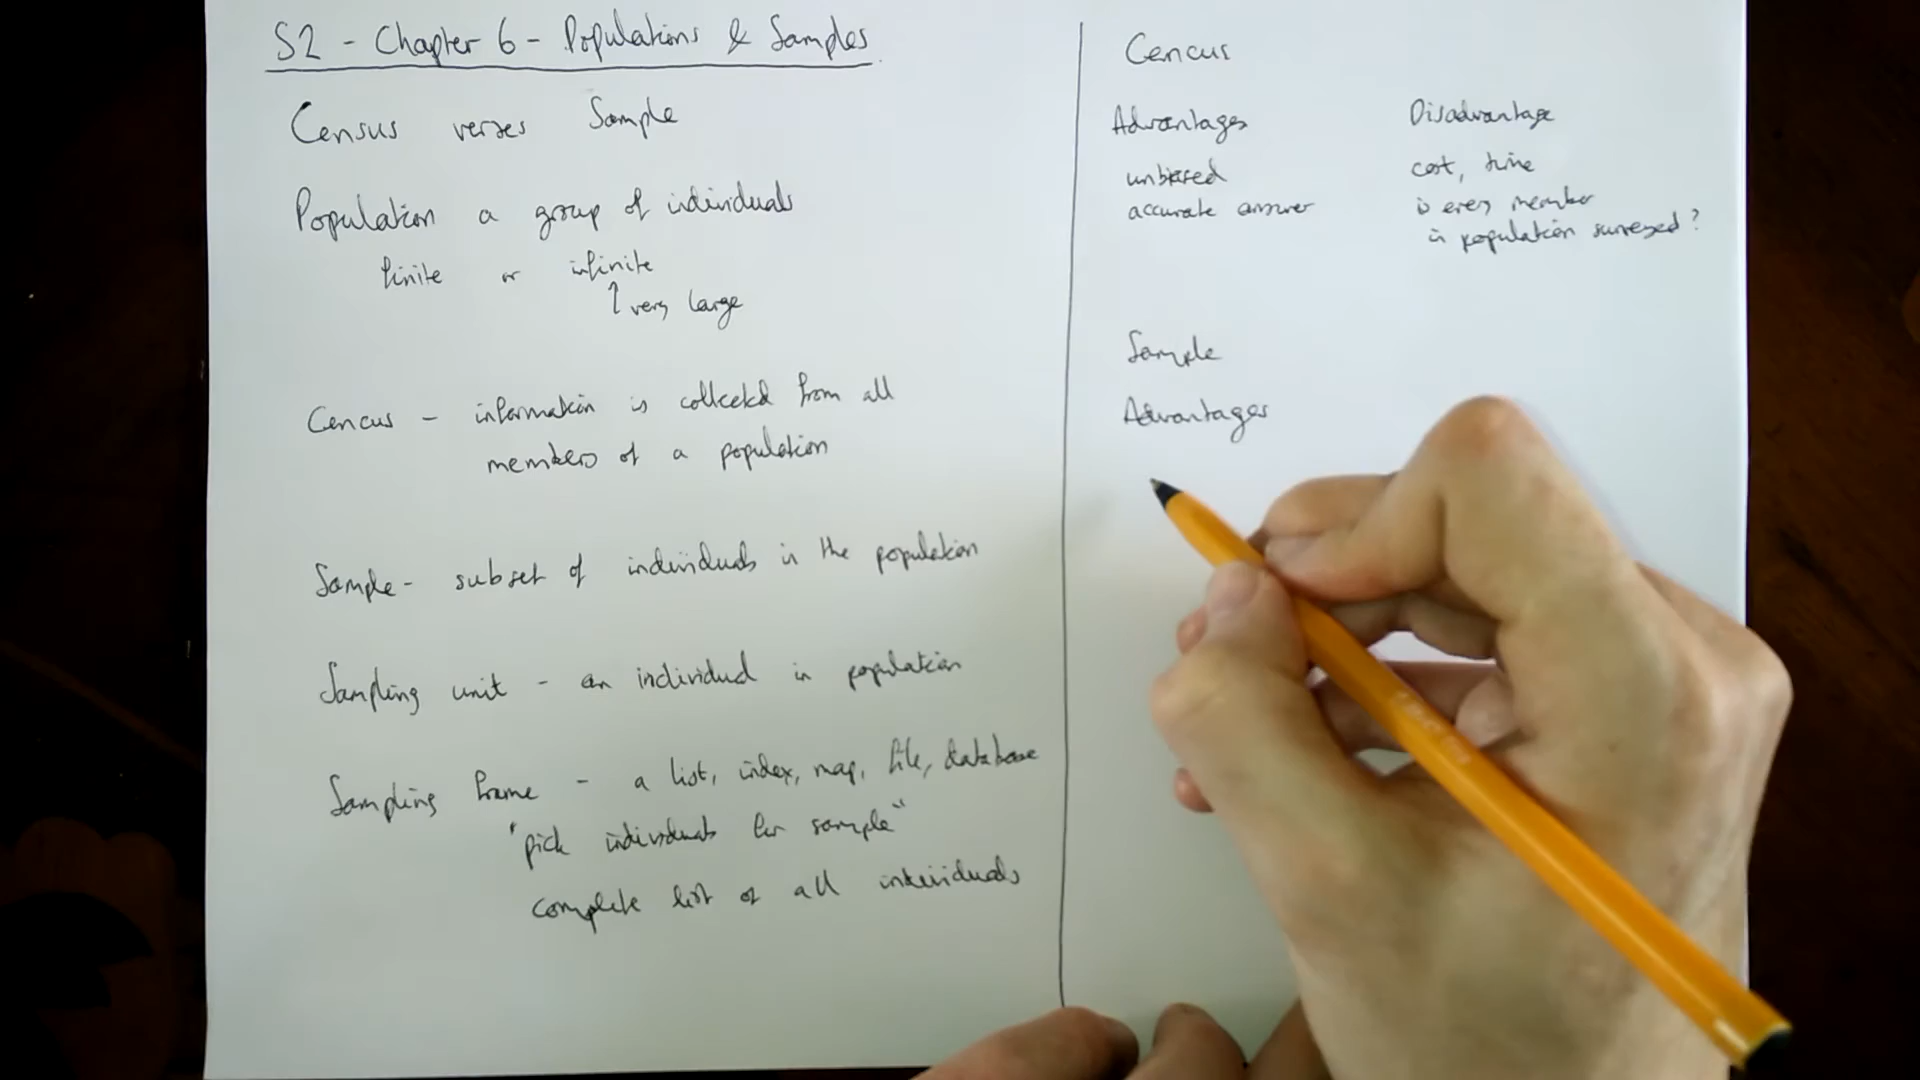 S2 - Chapter 6 - Populations & Samples
Census verses Sample
Population a group of individuals
finite or infinite
↑ very large
Cencus - information is collected from all
members of a population
Sample - subset of individuals in the population
Sampling unit - an individual in population
Sampling frame - a list, index, map, file, database
"pick individuals for sample"
complete list of all individuals
Cencus
Advantages
unbiased
accurate answer
Disadvantage
cost, time
is every member
in population surveyed?
Sample
Advantages